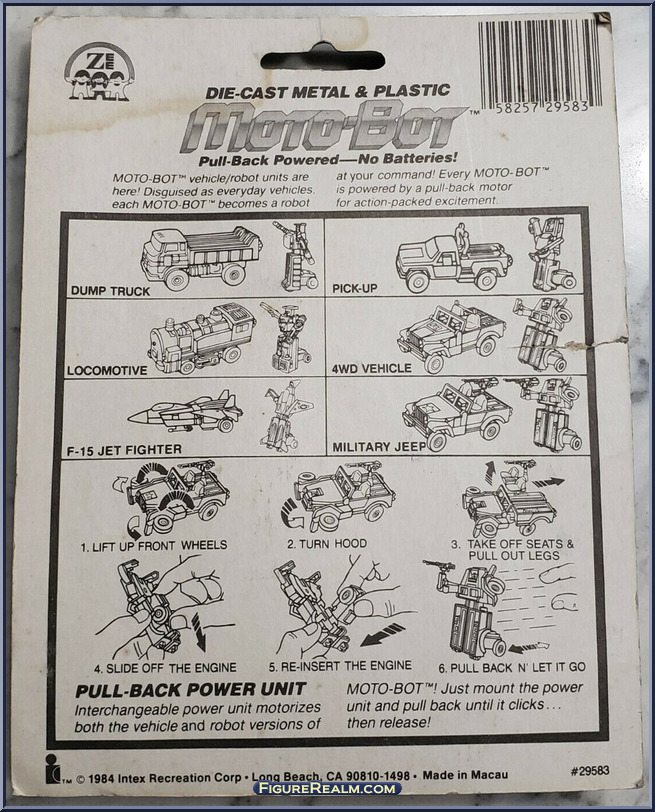 ZEE
58257 29583
DIE-CAST METAL & PLASTIC
MOTO-BOT™
Pull-Back Powered—No Batteries!
MOTO-BOT™ vehicle/robot units are
here! Disguised as everyday vehicles,
each MOTO-BOT™ becomes a robot
at your command! Every MOTO-BOT™
is powered by a pull-back motor
for action-packed excitement.
DUMP TRUCK
PICK-UP
LOCOMOTIVE
4WD VEHICLE
F-15 JET FIGHTER
MILITARY JEEP
1. LIFT UP FRONT WHEELS
2. TURN HOOD
3. TAKE OFF SEATS &
PULL OUT LEGS
4. SLIDE OFF THE ENGINE
5. RE-INSERT THE ENGINE
6. PULL BACK N' LET IT GO
PULL-BACK POWER UNIT
Interchangeable power unit motorizes
both the vehicle and robot versions of
MOTO-BOT™! Just mount the power
unit and pull back until it clicks...
then release!
TM © 1984 Intex Recreation Corp • Long Beach, CA 90810-1498 • Made in Macau
#29583
FIGUREREALM.COM